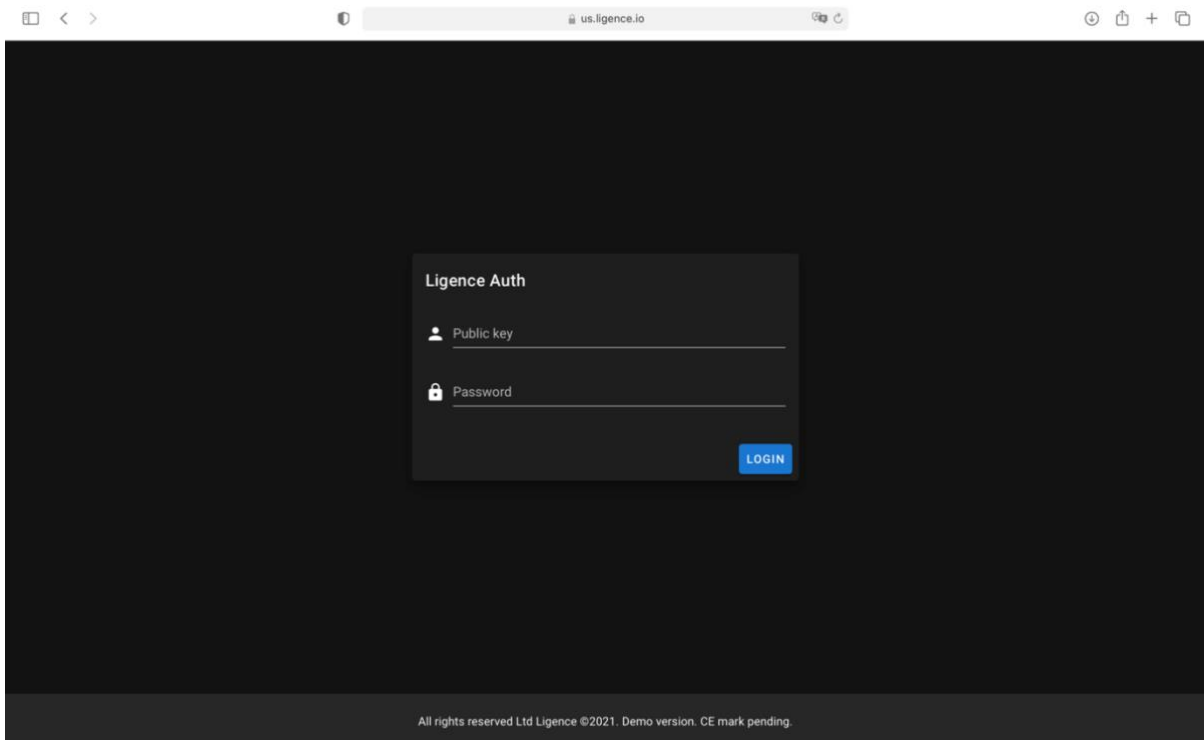 us.ligence.io
Ligence Auth
Public key
Password
LOGIN
All rights reserved Ltd Ligence ©2021. Demo version. CE mark pending.